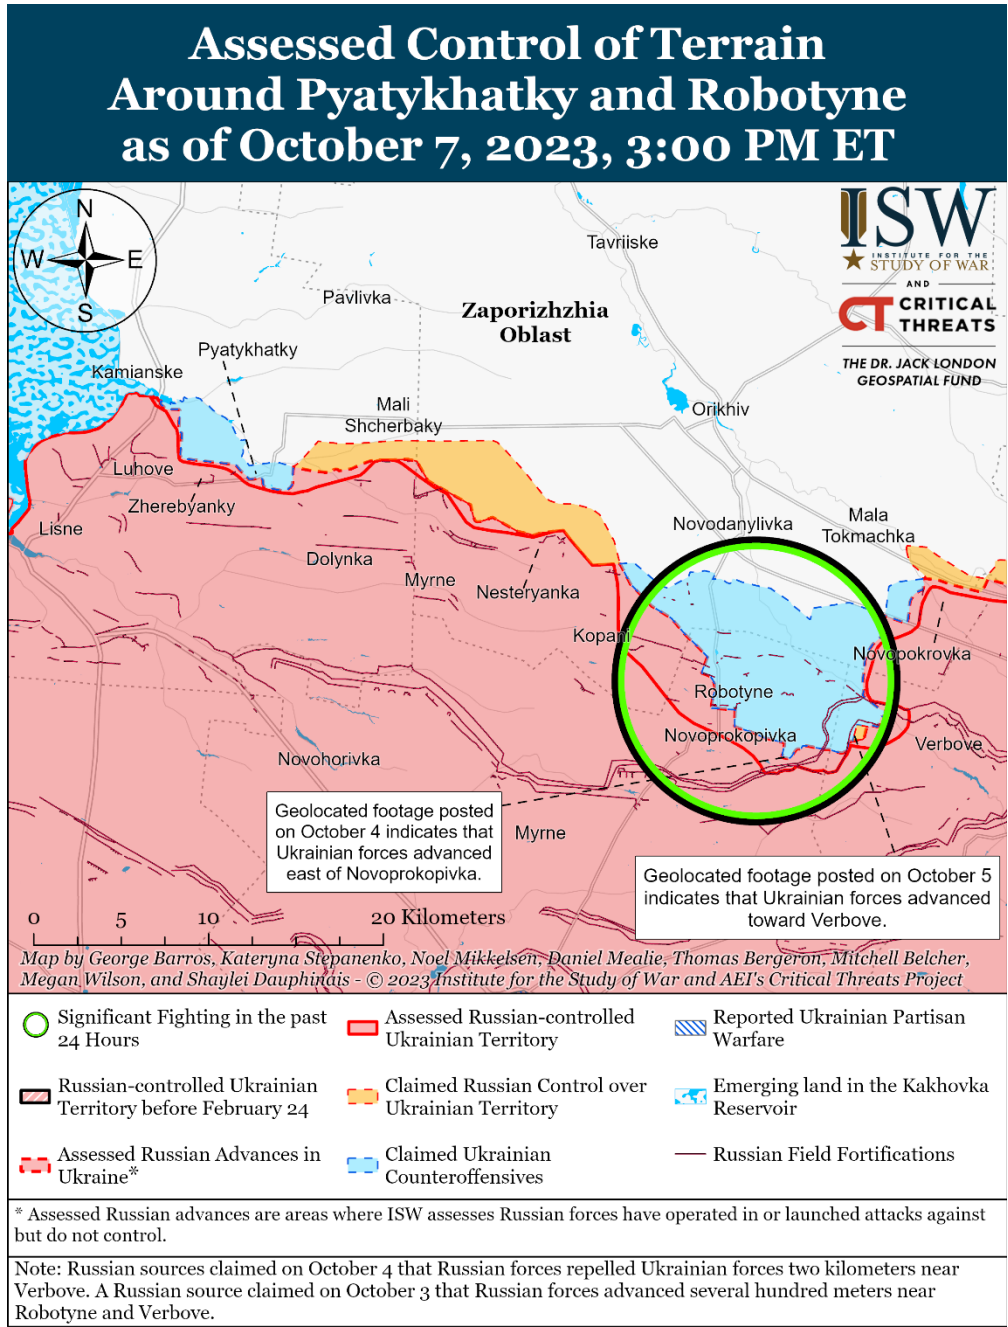 Assessed Control of Terrain
Around Pyatykhatky and Robotyne
as of October 7, 2023, 3:00 PM ET
N
W
E
S
ISW
INSTITUTE FOR THE
STUDY OF WAR
AND
CT CRITICAL
THREATS
THE DR. JACK LONDON
GEOSPATIAL FUND
Tavriiske
Pavlivka
Zaporizhzhia
Oblast
Pyatykhatky
Kamianske
Mali
Shcherbaky
Orikhiv
Luhove
Zherebyanky
Lisne
Novodanylivka
Mala
Tokmachka
Dolynka
Myrne
Nesteryanka
Kopani
Novopokrovka
Robotyne
Novoprokopivka
Verbove
Novohorivka
Myrne
Geolocated footage posted
on October 4 indicates that
Ukrainian forces advanced
east of Novoprokopivka.
Geolocated footage posted on October 5
indicates that Ukrainian forces advanced
toward Verbove.
0 5 10 20 Kilometers
Map by George Barros, Kateryna Stepanenko, Noel Mikkelsen, Daniel Mealie, Thomas Bergeron, Mitchell Belcher,
Megan Wilson, and Shaylei Dauphinais - © 2023 Institute for the Study of War and AEI's Critical Threats Project
Significant Fighting in the past
24 Hours
Russian-controlled Ukrainian
Territory before February 24
Assessed Russian Advances in
Ukraine*
Assessed Russian-controlled
Ukrainian Territory
Claimed Russian Control over
Ukrainian Territory
Claimed Ukrainian
Counteroffensives
Reported Ukrainian Partisan
Warfare
Emerging land in the Kakhovka
Reservoir
Russian Field Fortifications
* Assessed Russian advances are areas where ISW assesses Russian forces have operated in or launched attacks against
but do not control.
Note: Russian sources claimed on October 4 that Russian forces repelled Ukrainian forces two kilometers near
Verbove. A Russian source claimed on October 3 that Russian forces advanced several hundred meters near
Robotyne and Verbove.